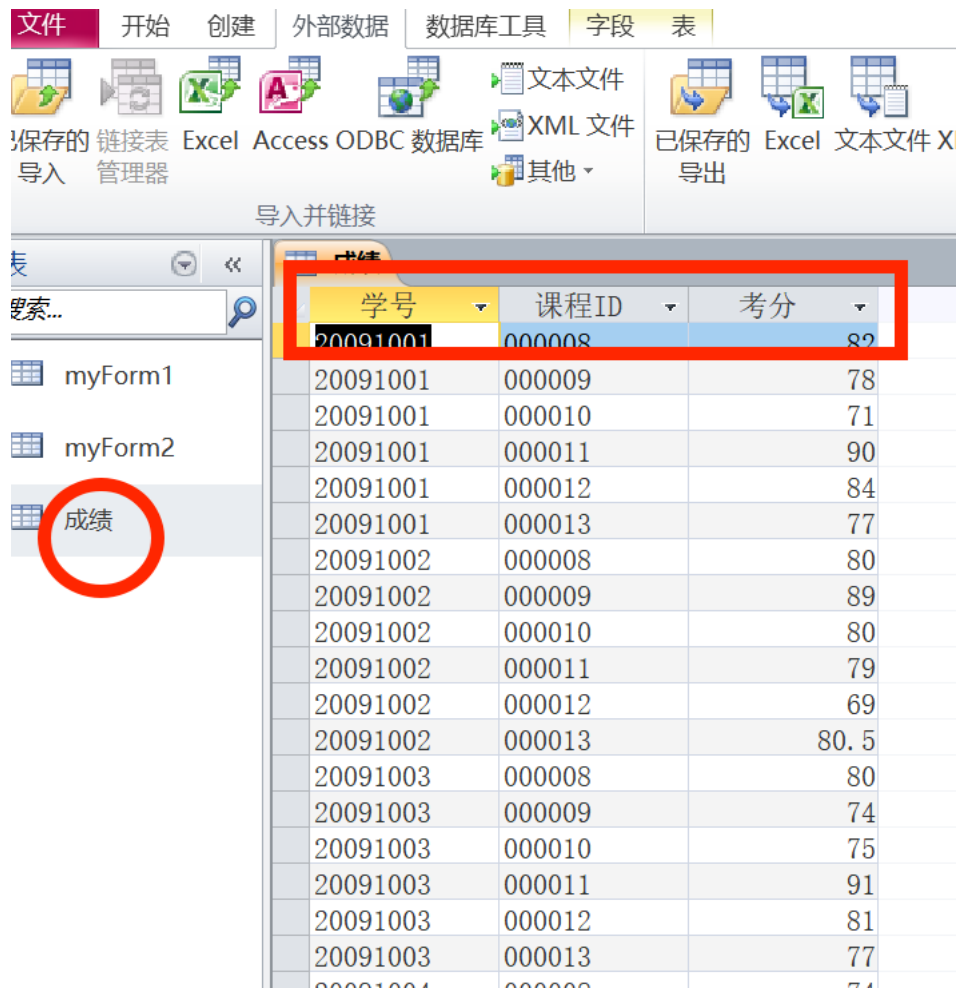 文件 开始 创建 外部数据 数据库工具 字段 表
已保存的 导入
链接表 管理器
Excel Access ODBC 数据库
文本文件
XML 文件
其他
已保存的 导出
Excel 文本文件
导入并链接
表 «
搜索...
myForm1
myForm2
成绩
成绩
学号 课程ID 考分
20091001 000008 82
20091001 000009 78
20091001 000010 71
20091001 000011 90
20091001 000012 84
20091001 000013 77
20091002 000008 80
20091002 000009 89
20091002 000010 80
20091002 000011 79
20091002 000012 69
20091002 000013 80.5
20091003 000008 80
20091003 000009 74
20091003 000010 75
20091003 000011 91
20091003 000012 81
20091003 000013 77